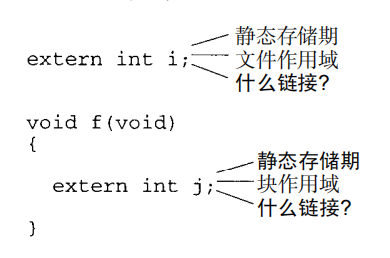 静态存储期
extern int i; 文件作用域
什么链接?
void f(void)
{
静态存储期
extern int j; 块作用域
什么链接?
}